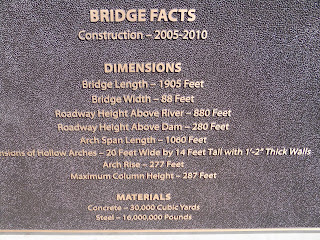 BRIDGE FACTS
Construction – 2005-2010
DIMENSIONS
Bridge Length – 1905 Feet
Bridge Width – 88 Feet
Roadway Height Above River – 880 Feet
Roadway Height Above Dam – 280 Feet
Arch Span Length – 1060 Feet
nsions of Hollow Arches – 20 Feet Wide by 14 Feet Tall with 1'-2" Thick Walls
Arch Rise – 277 Feet
Maximum Column Height – 287 Feet
MATERIALS
Concrete – 30,000 Cubic Yards
Steel – 16,000,000 Pounds